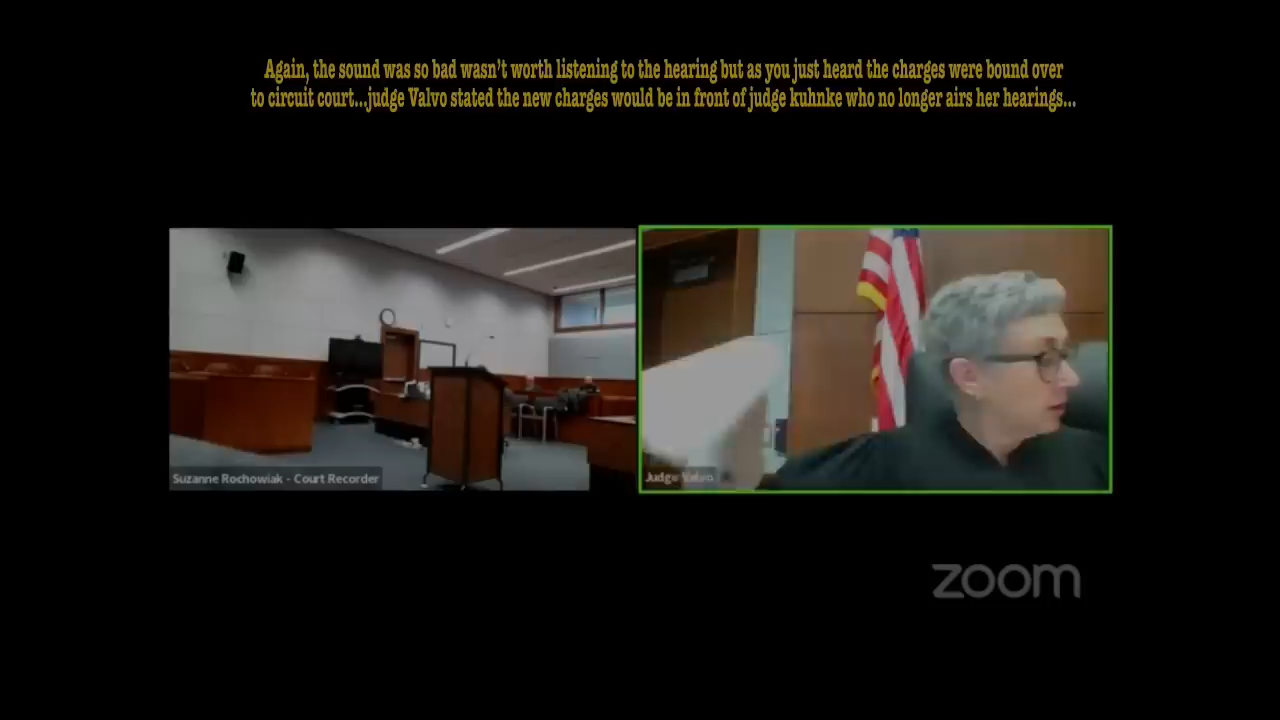 Again, the sound was so bad wasn't worth listening to the hearing but as you just heard the charges were bound over
to circuit court...judge Valvo stated the new charges would be in front of judge kuhnke who no longer airs her hearings...
Suzanne Rochowiak - Court Recorder
Judge Valvo
zoom